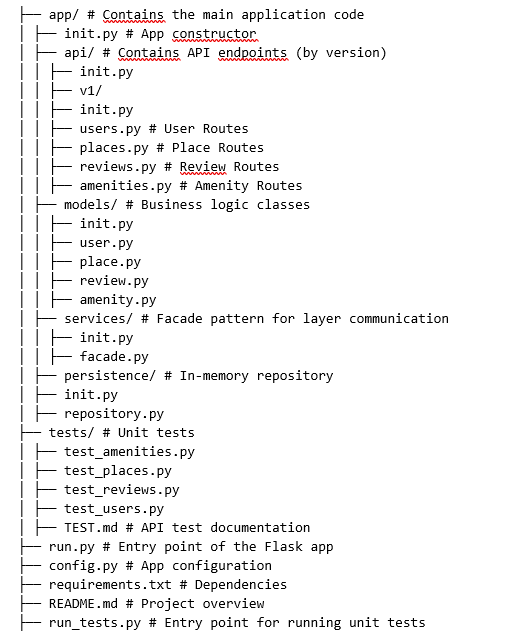 ├── app/ # Contains the main application code
│ ├── init.py # App constructor
│ ├── api/ # Contains API endpoints (by version)
│ │ ├── init.py
│ │ ├── v1/
│ │ │ init.py
│ │ ├── users.py # User Routes
│ │ ├── places.py # Place Routes
│ │ ├── reviews.py # Review Routes
│ │ ├── amenities.py # Amenity Routes
│ ├── models/ # Business logic classes
│ │ ├── init.py
│ │ ├── user.py
│ │ ├── place.py
│ │ ├── review.py
│ │ ├── amenity.py
│ ├── services/ # Facade pattern for layer communication
│ │ ├── init.py
│ │ ├── facade.py
│ ├── persistence/ # In-memory repository
│ ├── init.py
│ ├── repository.py
├── tests/ # Unit tests
│ ├── test_amenities.py
│ ├── test_places.py
│ ├── test_reviews.py
│ ├── test_users.py
│ ├── TEST.md # API test documentation
├── run.py # Entry point of the Flask app
├── config.py # App configuration
├── requirements.txt # Dependencies
├── README.md # Project overview
├── run_tests.py # Entry point for running unit tests